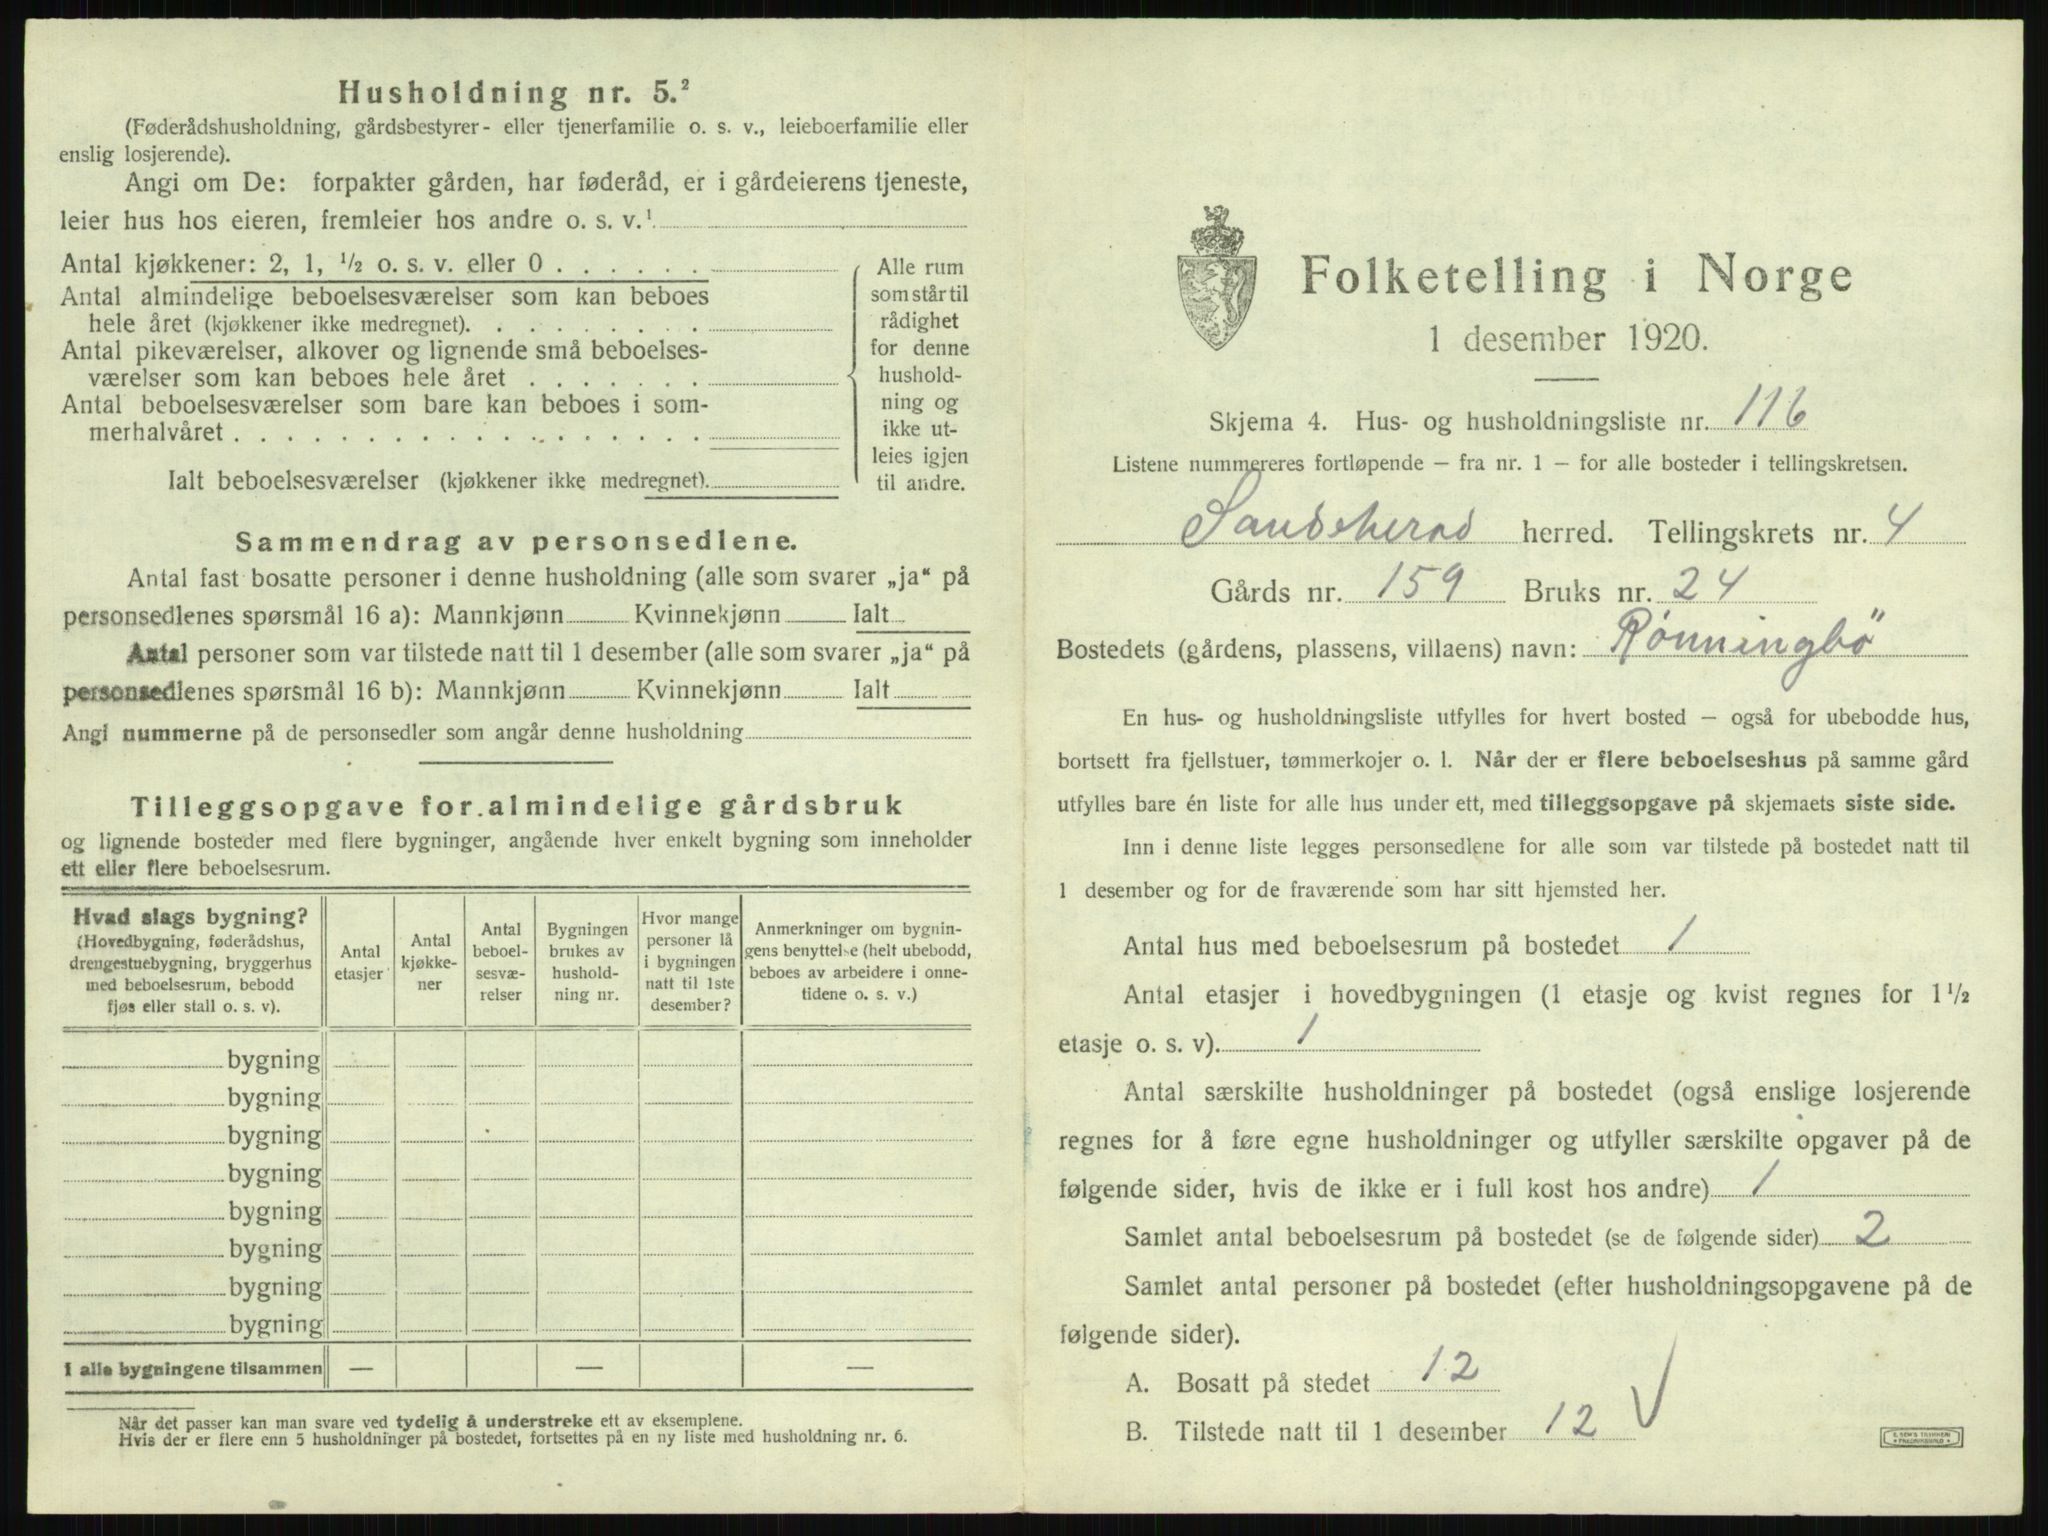 Husholdning nr. 5.²
(Føderådshusholdning, gårdsbestyrer- eller tjenerfamilie o. s. v., leieboerfamilie eller
enslig losjerende).
Angi om De: forpakter gården, har føderåd, er i gårdeierens tjeneste,
leier hus hos eieren, fremleier hos andre o. s. v.¹
Antal kjøkkener: 2, 1, ½ o. s. v. eller 0 . . . . . .
Antal almindelige beboelsesværelser som kan beboes
hele året (kjøkkener ikke medregnet). . . . . . . . .
Antal pikeværelser, alkover og lignende små beboelses-
værelser som kan beboes hele året . . . . . . .
Antal beboelsesværelser som bare kan beboes i som-
merhalvåret . . . . . . . . . . . . . . . . . .
Ialt beboelsesværelser (kjøkkener ikke medregnet).
Alle rum
som står til
rådighet
for denne
hushold-
ning og
ikke ut-
leies igjen
til andre.
Sammendrag av personsedlene.
Antal fast bosatte personer i denne husholdning (alle som svarer „ja“ på
personsedlenes spørsmål 16 a): Mannkjønn Kvinnekjønn Ialt
Antal personer som var tilstede natt til 1 desember (alle som svarer „ja“ på
personsedlenes spørsmål 16 b): Mannkjønn Kvinnekjønn Ialt
Angi nummerne på de personsedler som angår denne husholdning
Tilleggsopgave for almindelige gårdsbruk
og lignende bosteder med flere bygninger, angående hver enkelt bygning som inneholder
ett eller flere beboelsesrum.
Hvad slags bygning?
(Hovedbygning, føderådshus,
drengestuebygning, bryggerhus
med beboelsesrum, bebodd
fjøs eller stall o. s. v).
Antal
etasjer
Antal
kjøkke-
ner
Antal
beboel-
sesvæ-
relser
Bygningen
brukes av
hushold-
ning nr.
Hvor mange
personer lå
i bygningen
natt til 1ste
desember?
Anmerkninger om bygnin-
gens benyttelse (helt ubebodd,
beboes av arbeidere i onne-
tidene o. s. v.)
bygning
bygning
bygning
bygning
bygning
bygning
bygning
bygning
I alle bygningene tilsammen — — —
Når det passer kan man svare ved tydelig å understreke ett av eksemplene.
Hvis der er flere enn 5 husholdninger på bostedet, fortsettes på en ny liste med husholdning nr. 6.
Folketelling i Norge
1 desember 1920.
Skjema 4. Hus- og husholdningsliste nr. 116
Listene nummereres fortløpende — fra nr. 1 — for alle bosteder i tellingskretsen.
Sandeherad herred. Tellingskrets nr. 4
Gårds nr. 159 Bruks nr. 24
Bostedets (gårdens, plassens, villaens) navn: Rønningbö
En hus- og husholdningsliste utfylles for hvert bosted — også for ubebodde hus,
bortsett fra fjellstuer, tømmerkojer o. l. Når der er flere beboelseshus på samme gård
utfylles bare én liste for alle hus under ett, med tilleggsopgave på skjemaets siste side.
Inn i denne liste legges personsedlene for alle som var tilstede på bostedet natt til
1 desember og for de fraværende som har sitt hjemsted her.
Antal hus med beboelsesrum på bostedet 1
Antal etasjer i hovedbygningen (1 etasje og kvist regnes for 1½
etasje o. s. v). 1
Antal særskilte husholdninger på bostedet (også enslige losjerende
regnes for å føre egne husholdninger og utfyller særskilte opgaver på de
følgende sider, hvis de ikke er i full kost hos andre) 1
Samlet antal beboelsesrum på bostedet (se de følgende sider) 2
Samlet antal personer på bostedet (efter husholdningsopgavene på de
følgende sider).
A. Bosatt på stedet 12
B. Tilstede natt til 1 desember 12 √